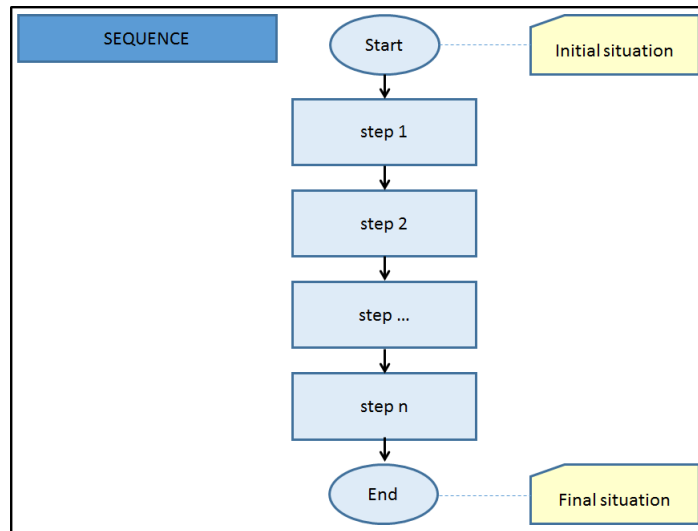 SEQUENCE
Start
Initial situation
step 1
step 2
step ...
step n
End
Final situation